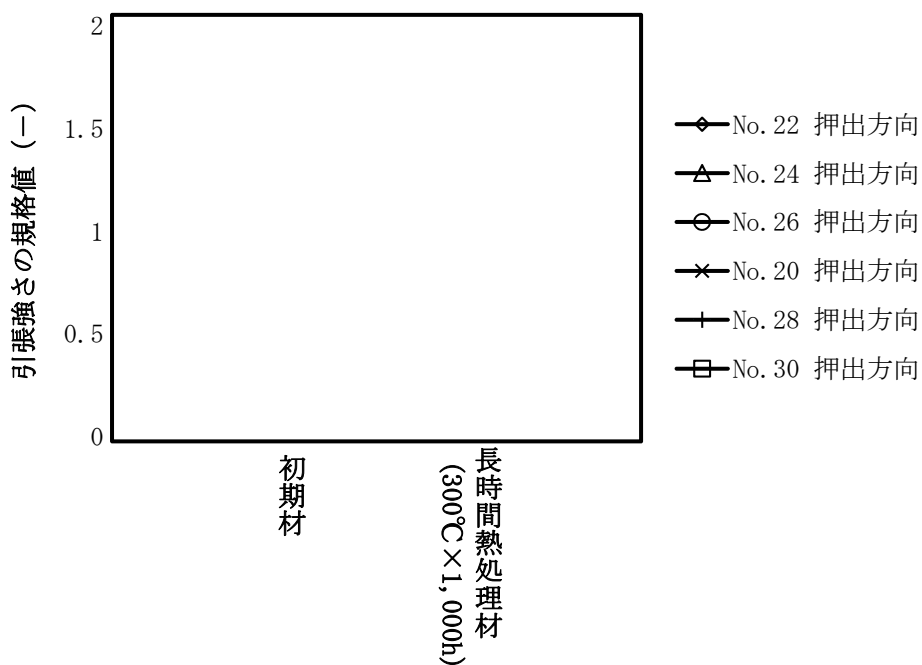 引張強さの規格値 (－)
2
1.5
1
0.5
0
初期材
長時間熱処理材
(300℃×1,000h)
No.22 押出方向
No.24 押出方向
No.26 押出方向
No.20 押出方向
No.28 押出方向
No.30 押出方向